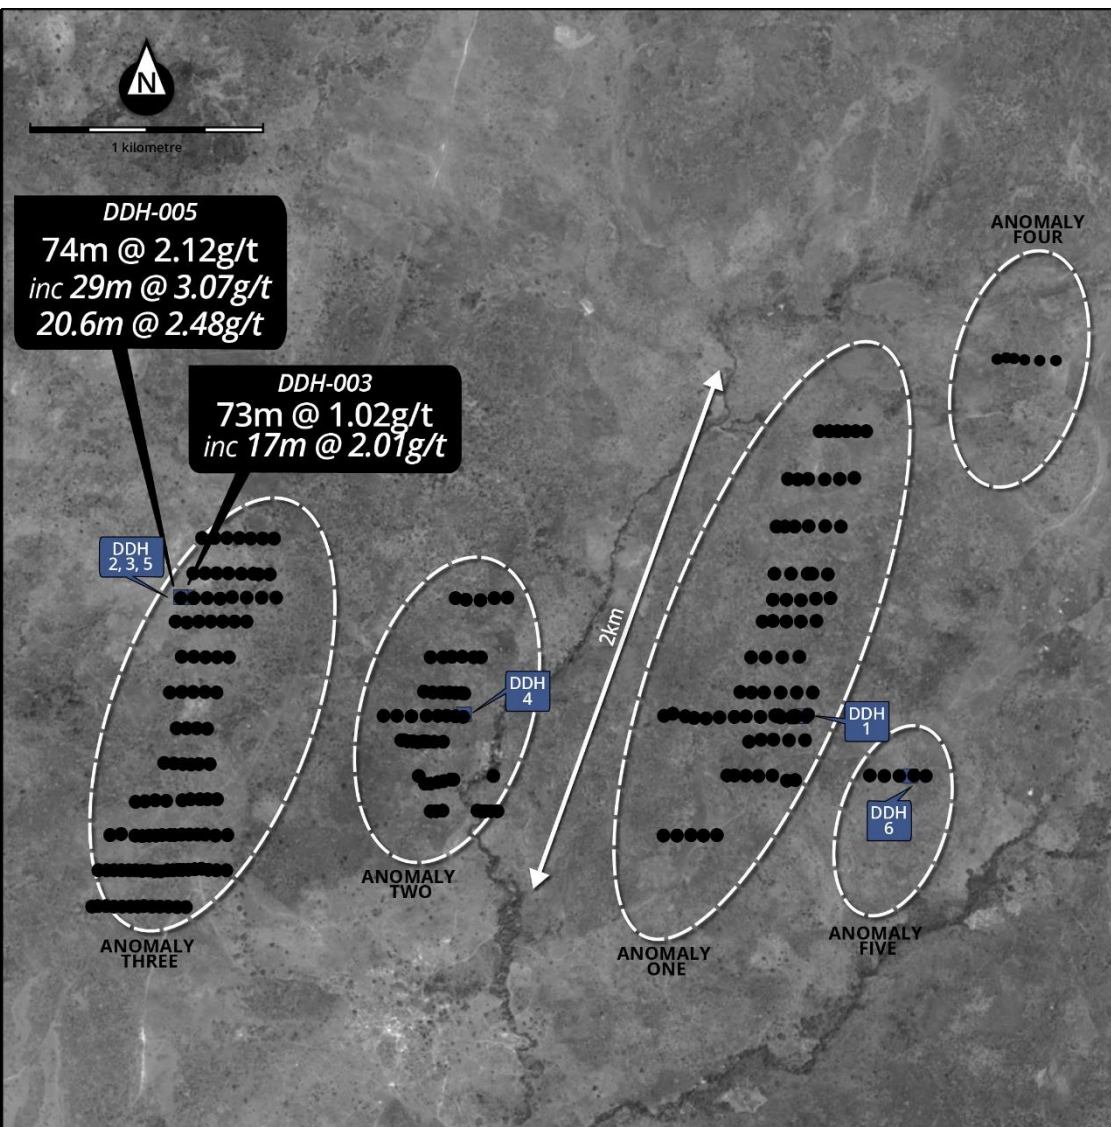 N
1 kilometre
DDH-005
74m @ 2.12g/t
inc 29m @ 3.07g/t
20.6m @ 2.48g/t
DDH-003
73m @ 1.02g/t
inc 17m @ 2.01g/t
ANOMALY
FOUR
DDH
2, 3, 5
2km
DDH
4
DDH
1
DDH
6
ANOMALY
TWO
ANOMALY
THREE
ANOMALY
ONE
ANOMALY
FIVE